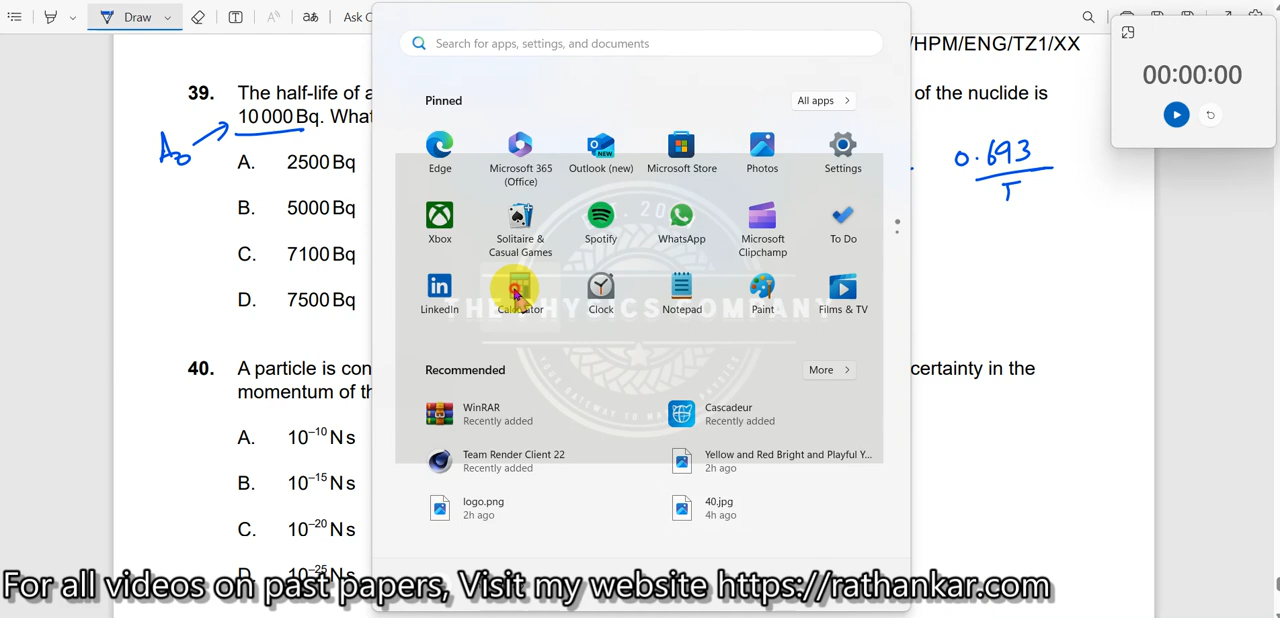 Draw
Ask C
/HPM/ENG/TZ1/XX
Search for apps, settings, and documents
00:00:00
39. The half-life of a
of the nuclide is
10 000 Bq. What
A₀
0.693
T
Pinned
All apps
A. 2500 Bq
B. 5000 Bq
C. 7100 Bq
D. 7500 Bq
Edge
Microsoft 365
(Office)
Outlook (new)
Microsoft Store
Photos
Settings
Xbox
Solitaire &
Casual Games
Spotify
WhatsApp
Microsoft
Clipchamp
To Do
LinkedIn
Calculator
Clock
Notepad
Paint
Films & TV
THE PHYSICS COMPANY
40. A particle is con
certainty in the
momentum of th
Recommended
More
WinRAR
Recently added
Cascadeur
Recently added
Team Render Client 22
Recently added
Yellow and Red Bright and Playful Y...
2h ago
logo.png
2h ago
40.jpg
4h ago
A. 10⁻¹⁰ N s
B. 10⁻¹⁵ N s
C. 10⁻²⁰ N s
D. 10⁻²⁵ N s
For all videos on past papers, Visit my website https://rathankar.com